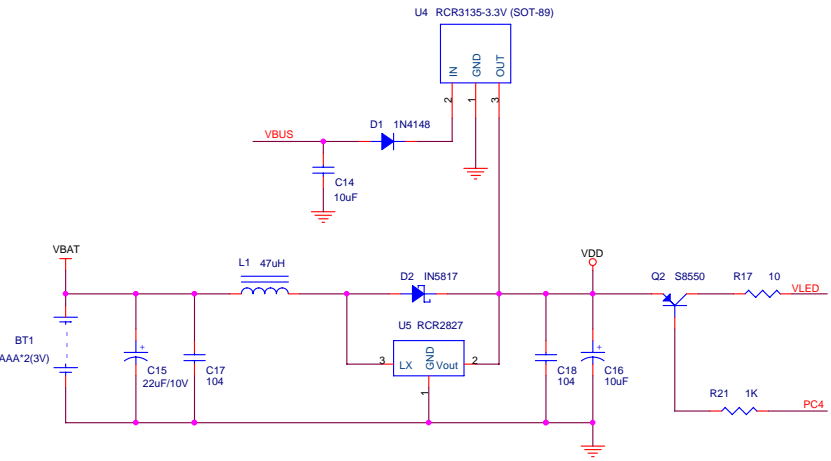 U4 RCR3135-3.3V (SOT-89)
IN
GND
OUT
2
1
3
D1 1N4148
VBUS
C14
10uF
VBAT
L1 47uH
D2 IN5817
VDD
Q2 S8550
R17 10
VLED
U5 RCR2827
BT1
AAA*2(3V)
3
LX
GND
Vout
2
1
C15
22uF/10V
C17
104
C18
104
C16
10uF
R21 1K
PC4